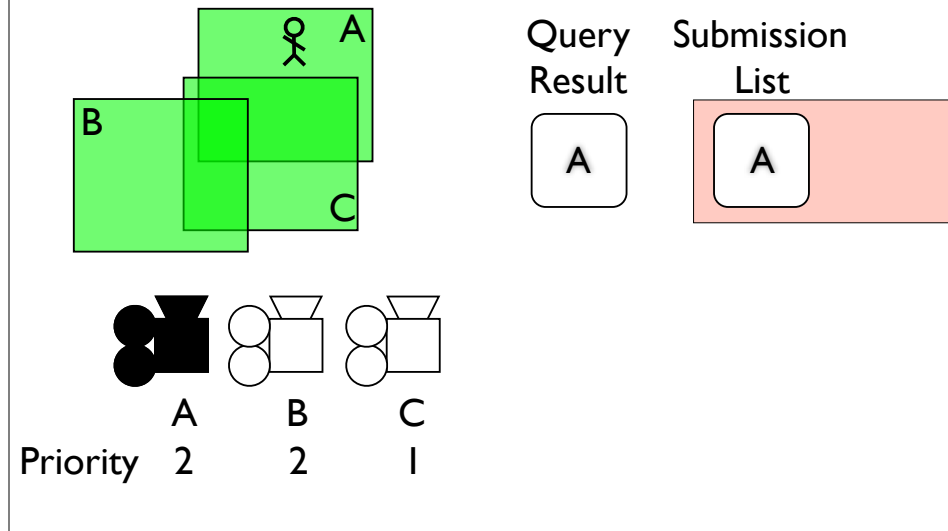 A
B
C
Query Submission
Result List
A A
A B C
Priority 2 2 1